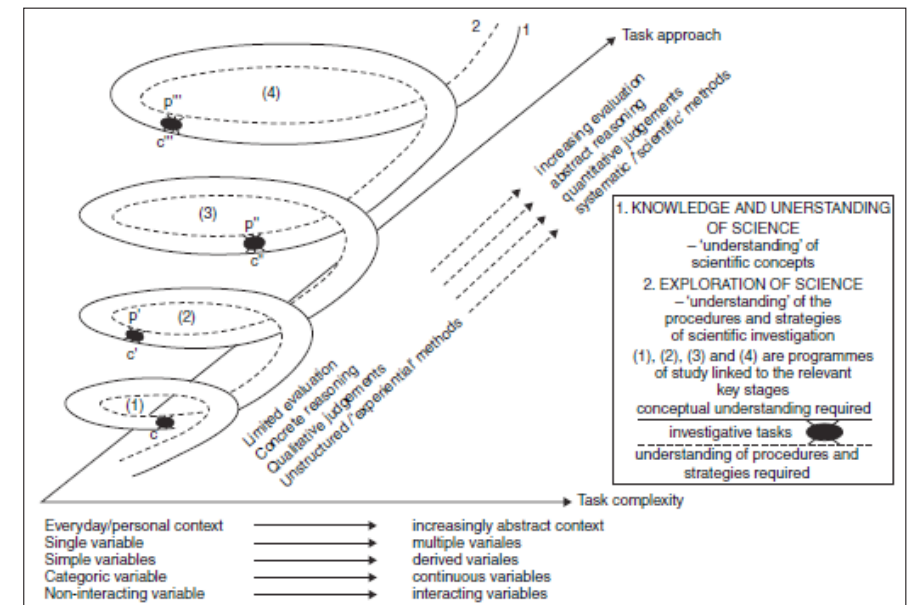 2
1
Task approach
increasing evaluation
abstract reasoning
quantitative judgements
systematic /'scientific' methods
(4)
p'''
c'''
(3)
p''
c''
(2)
p'
c'
(1)
c
Limited evaluation
Concrete reasoning
Qualitative judgements
Unstructured /'experiential' methods
1. KNOWLEDGE AND UNERSTANDING
OF SCIENCE
– 'understanding' of
scientific concepts
2. EXPLORATION OF SCIENCE
– 'understanding' of the
procedures and strategies
of scientific investigation
(1), (2), (3) and (4) are programmes
of study linked to the relevant
key stages
conceptual understanding required
investigative tasks
understanding of procedures and
strategies required
Task complexity
Everyday/personal context increasingly abstract context
Single variable multiple variales
Simple variables derived variales
Categoric variable continuous variables
Non-interacting variable interacting variables